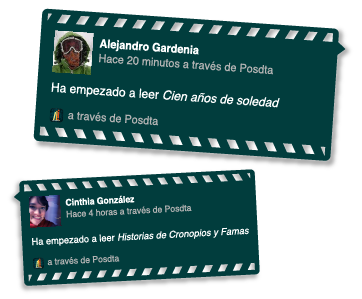 Alejandro Gardenia
Hace 20 minutos a través de Posdta
Ha empezado a leer Cien años de soledad
a través de Posdta
Cinthia González
Hace 4 horas a través de Posdta
Ha empezado a leer Historias de Cronopios y Famas
a través de Posdta